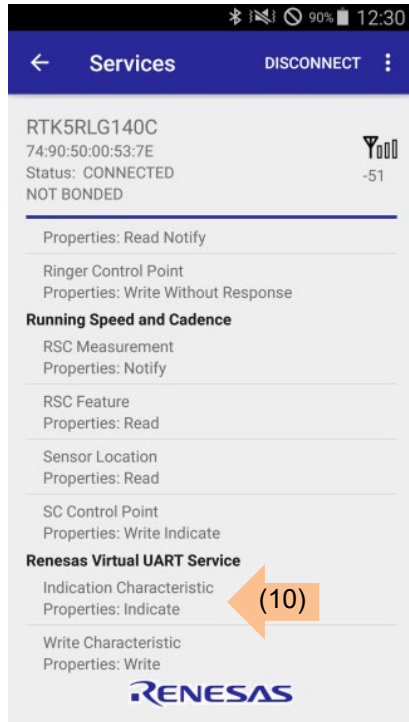 90% 12:30
Services DISCONNECT
RTK5RLG140C
74:90:50:00:53:7E
Status: CONNECTED
-51
NOT BONDED
Properties: Read Notify
Ringer Control Point
Properties: Write Without Response
Running Speed and Cadence
RSC Measurement
Properties: Notify
RSC Feature
Properties: Read
Sensor Location
Properties: Read
SC Control Point
Properties: Write Indicate
Renesas Virtual UART Service
Indication Characteristic
Properties: Indicate
(10)
Write Characteristic
Properties: Write
RENESAS